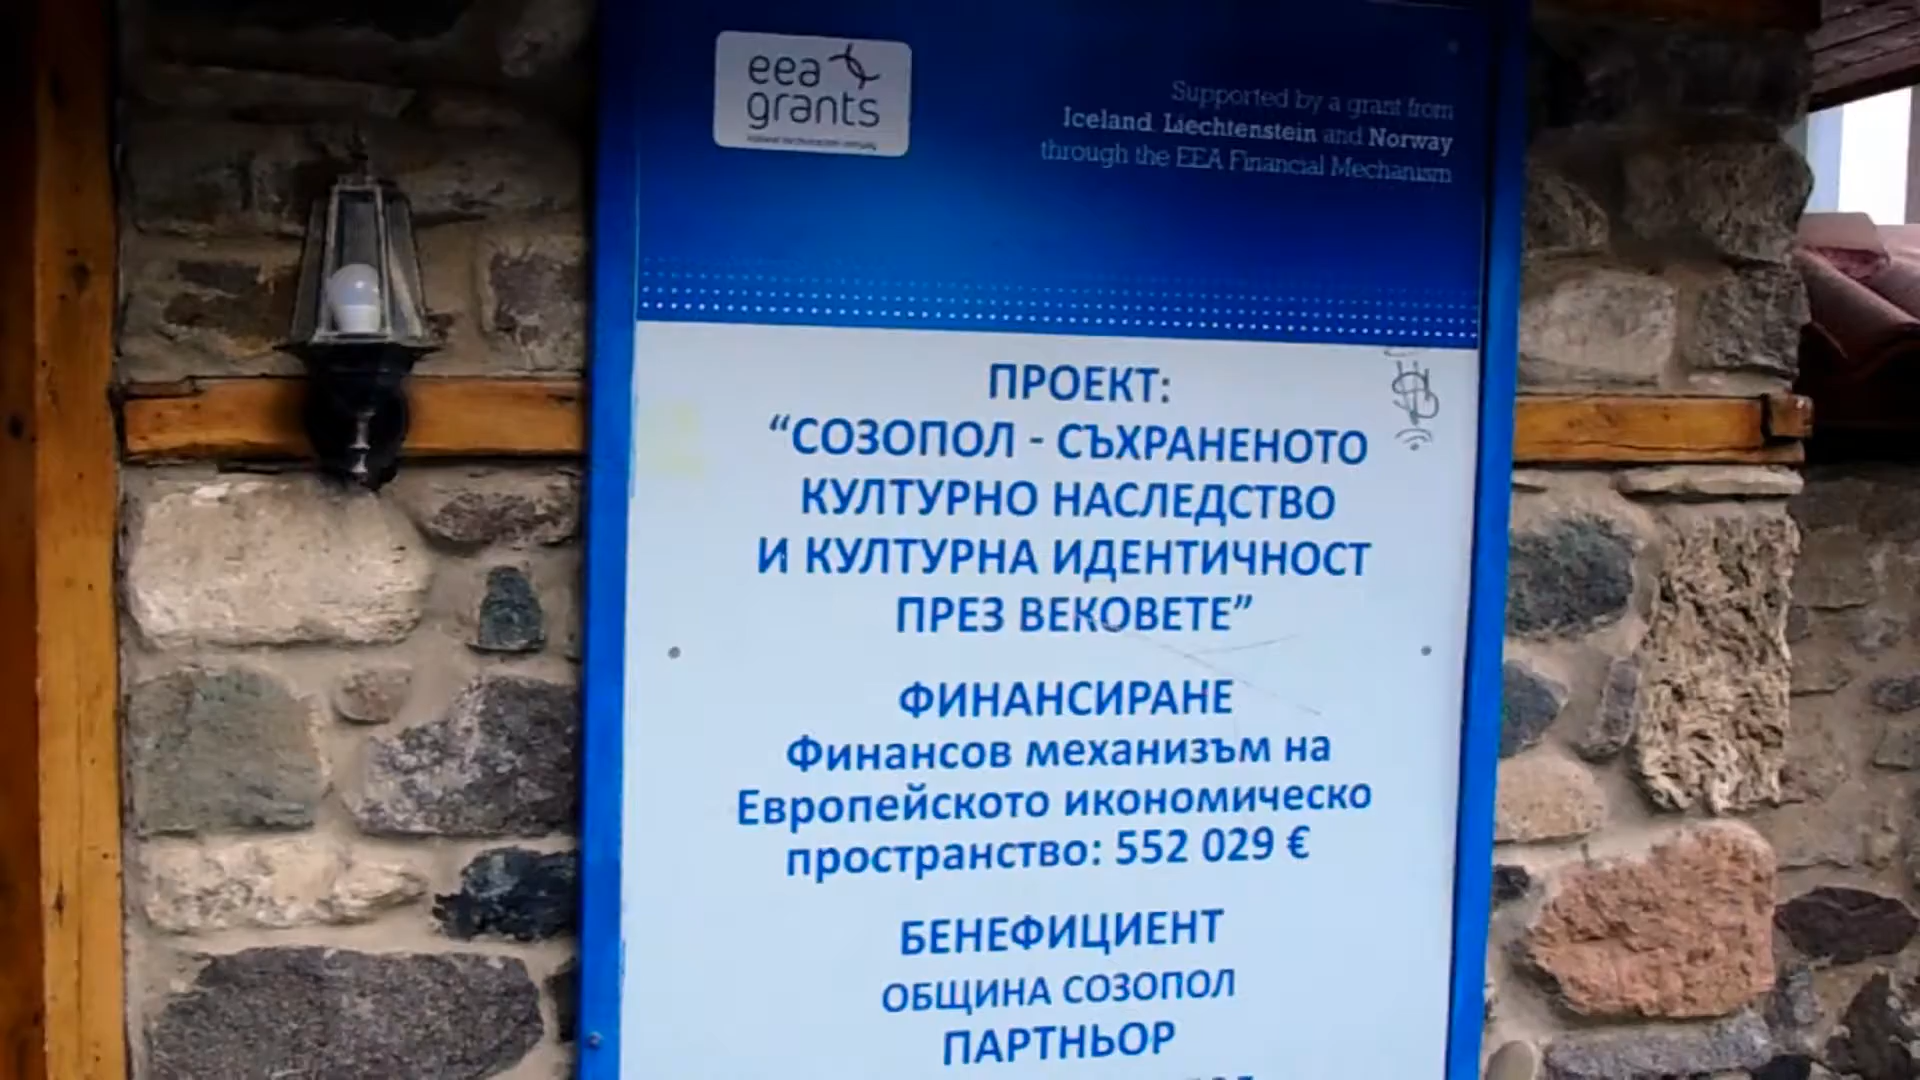 eea
grants
Supported by a grant from
Iceland Liechtenstein and Norway
through the EEA Financial Mechanism
ПРОЕКТ:
“СОЗОПОЛ - СЪХРАНЕНОТО
КУЛТУРНО НАСЛЕДСТВО
И КУЛТУРНА ИДЕНТИЧНОСТ
ПРЕЗ ВЕКОВЕТЕ”
ФИНАНСИРАНЕ
Финансов механизъм на
Европейското икономическо
пространство: 552 029 €
БЕНЕФИЦИЕНТ
ОБЩИНА СОЗОПОЛ
ПАРТНЬОР